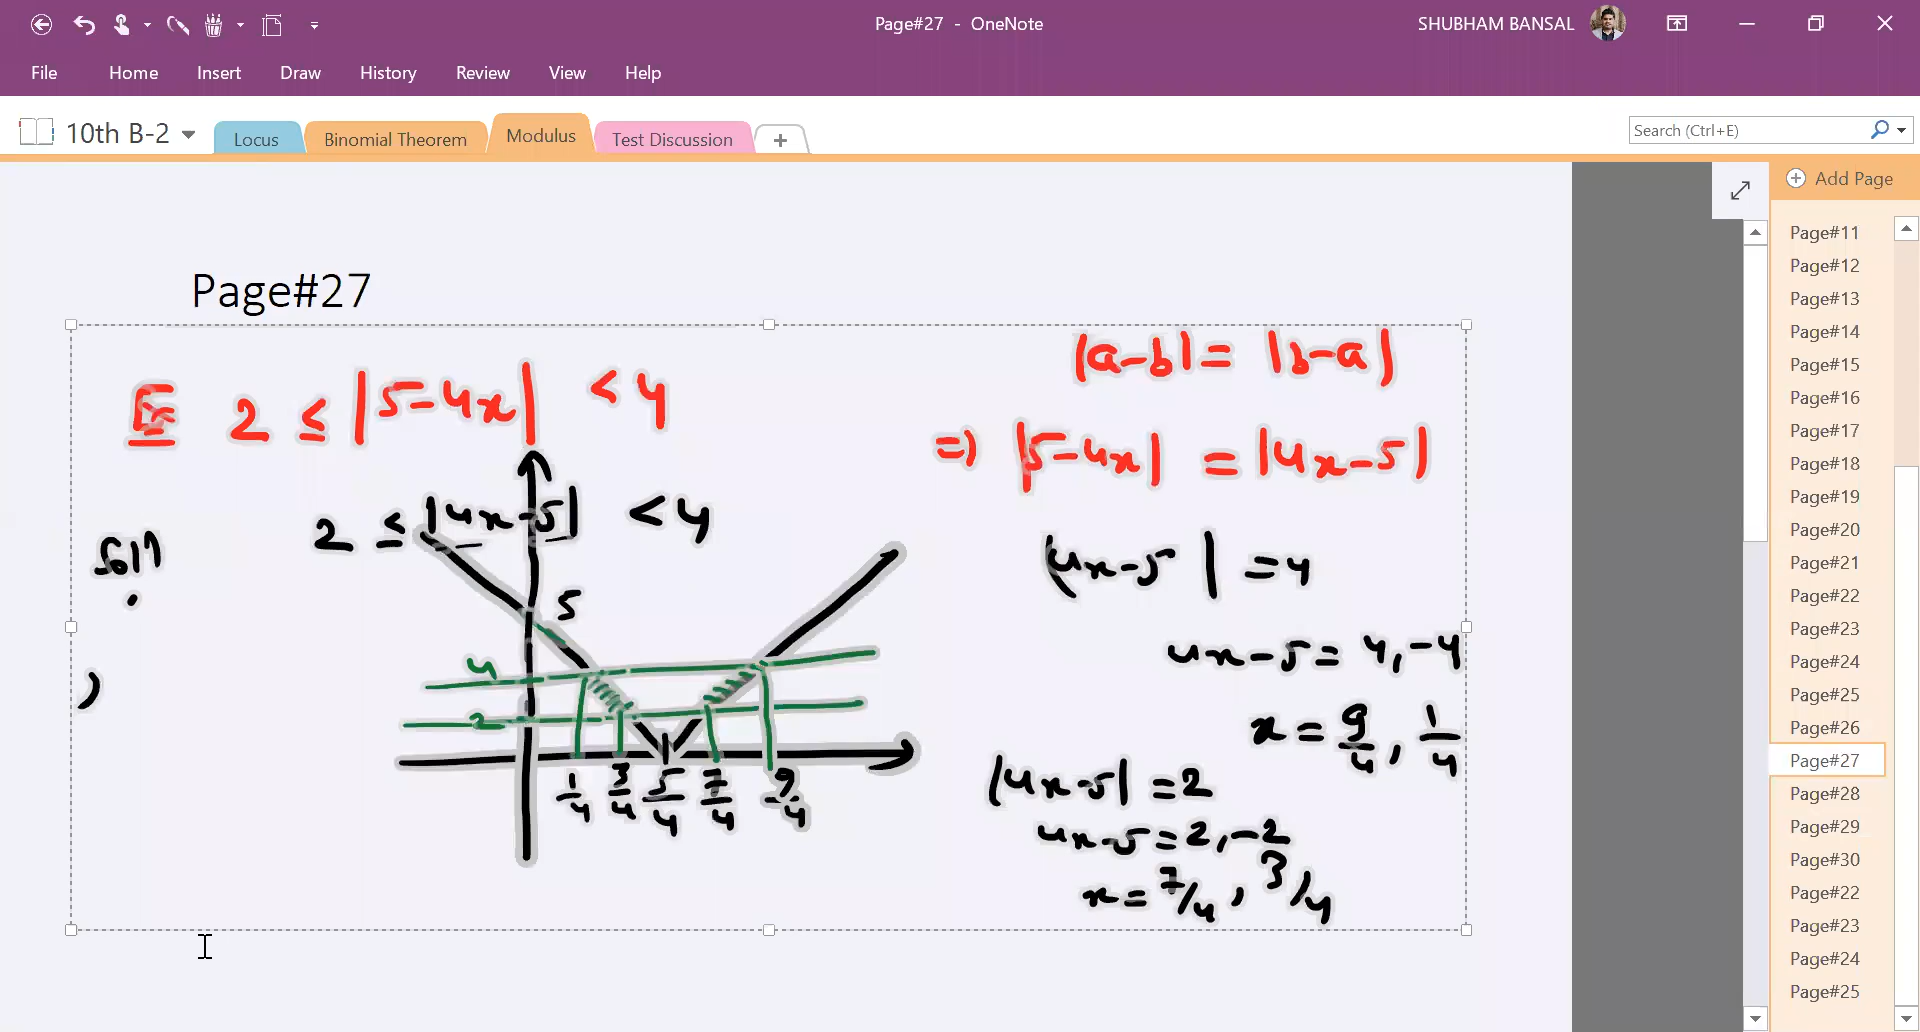 Page#27 - OneNote
SHUBHAM BANSAL
File Home Insert Draw History Review View Help
10th B-2 Locus Binomial Theorem Modulus Test Discussion +
Search (Ctrl+E)
Add Page
Page#11
Page#12
Page#13
Page#14
Page#15
Page#16
Page#17
Page#18
Page#19
Page#20
Page#21
Page#22
Page#23
Page#24
Page#25
Page#26
Page#27
Page#28
Page#29
Page#30
Page#22
Page#23
Page#24
Page#25
Page#27
Ex 2 ≤ |5-4x| < 4
Sol
2 ≤ |4x-5| < 4
5
4
2
1/4 3/4 5/4 7/4 9/4
|a-b| = |b-a|
=) |5-4x| = |4x-5|
|4x-5| = 4
4x-5 = 4, -4
x = 9/4, 1/4
|4x-5| = 2
4x-5 = 2, -2
x = 7/4, 3/4